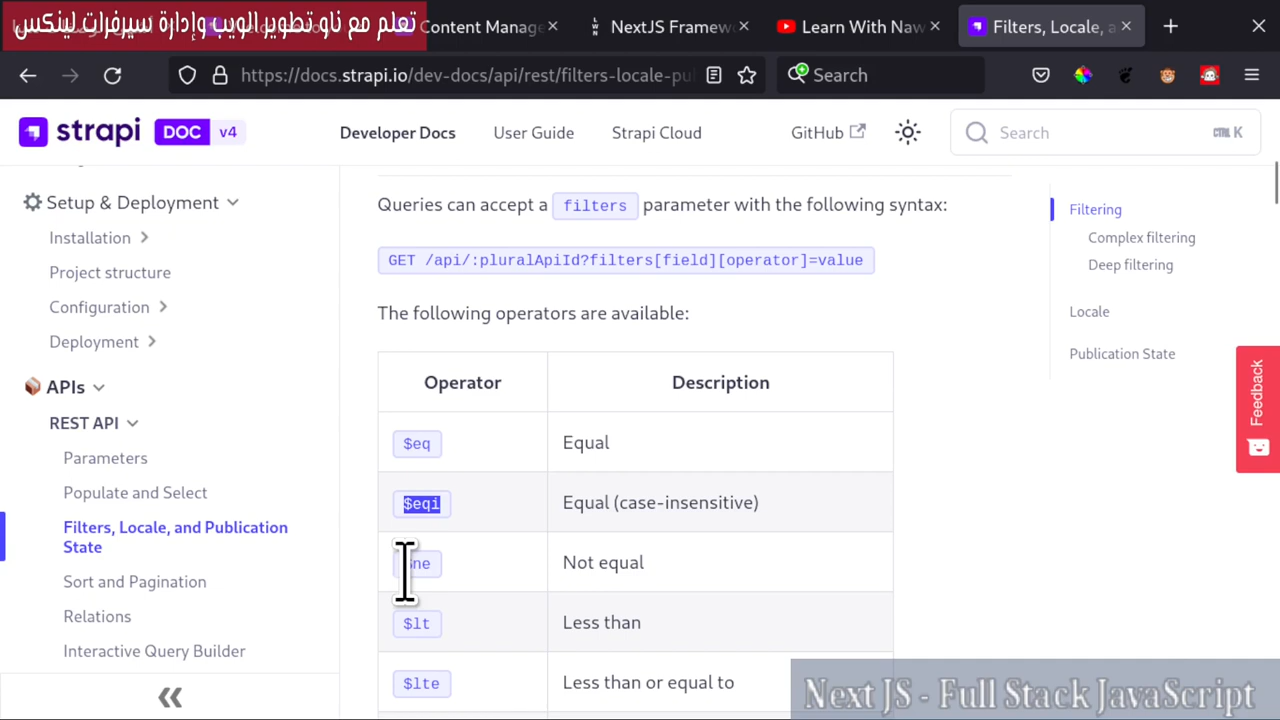 تعلم مع ناو تطوير الويب وإدارة سيرفرات لينكس
Content Manage
NextJS Framew
Learn With Naw
Filters, Locale, a
https://docs.strapi.io/dev-docs/api/rest/filters-locale-pu
Search
strapi DOC v4
Developer Docs
User Guide
Strapi Cloud
GitHub
Search
CTRL K
Setup & Deployment
Installation
Project structure
Configuration
Deployment
APIs
REST API
Parameters
Populate and Select
Filters, Locale, and Publication
State
Sort and Pagination
Relations
Interactive Query Builder
Queries can accept a filters parameter with the following syntax:
GET /api/:pluralApiId?filters[field][operator]=value
The following operators are available:
Operator Description
$eq Equal
$eqi Equal (case-insensitive)
$ne Not equal
$lt Less than
$lte Less than or equal to
Filtering
Complex filtering
Deep filtering
Locale
Publication State
Feedback
Next JS - Full Stack JavaScript